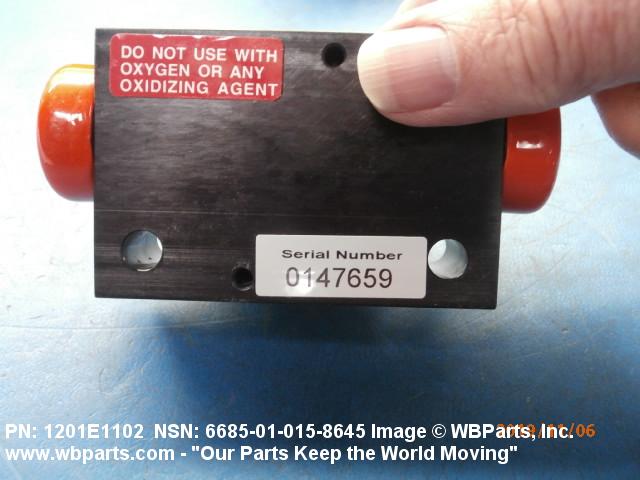 DO NOT USE WITH
OXYGEN OR ANY
OXIDIZING AGENT
Serial Number
0147659
PN: 1201E1102 NSN: 6685-01-015-8645 Image © WBParts, Inc.
www.wbparts.com - "Our Parts Keep the World Moving"